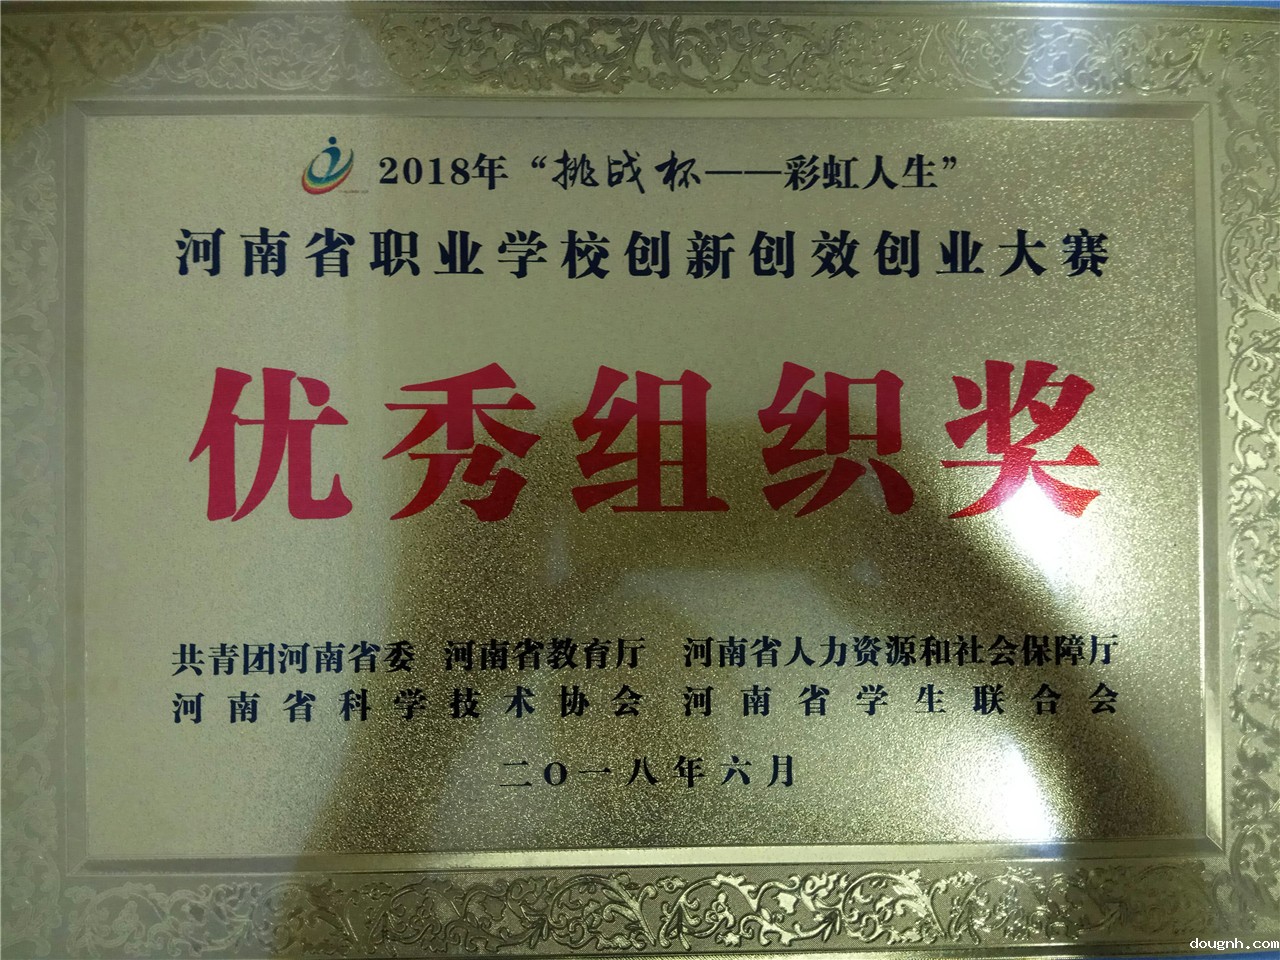 2018年“挑战杯——彩虹人生”
河南省职业学校创新创效创业大赛
优秀组织奖
共青团河南省委 河南省教育厅 河南省人力资源和社会保障厅
河南省科学技术协会 河南省学生联合会
二O一八年六月
dougnh.com